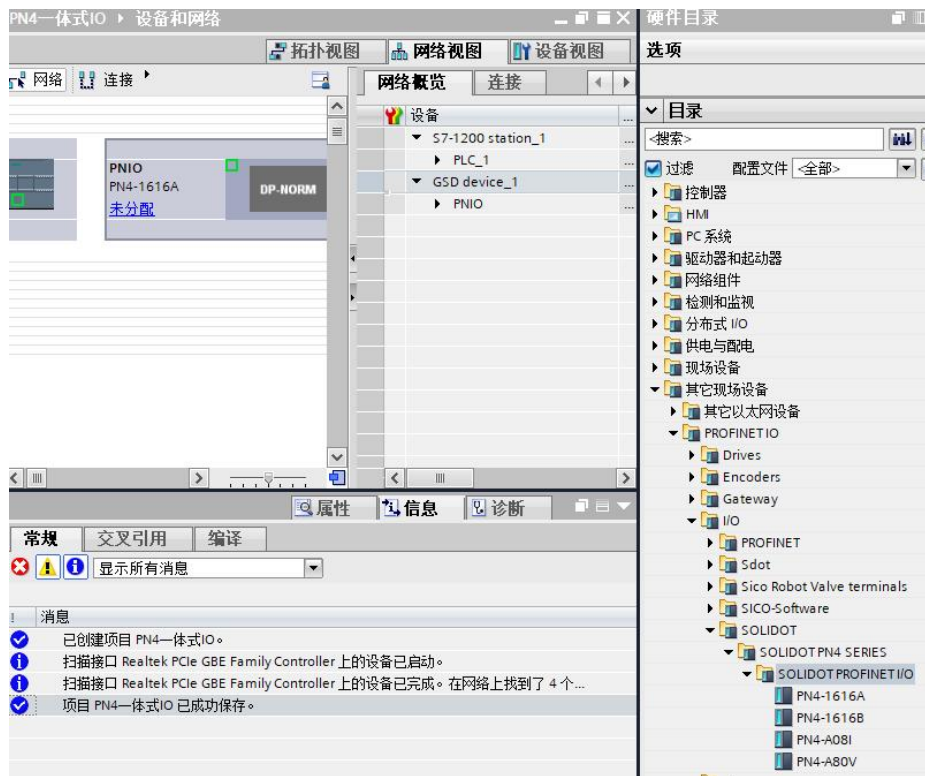 PN4一体式IO ▸ 设备和网络
拓扑视图
网络视图
设备视图
网络
连接
网络概览
连接
设备
S7-1200 station_1
...
PLC_1
...
GSD device_1
...
PNIO
...
PNIO
PN4-1616A
未分配
DP-NORM
属性
信息
诊断
常规
交叉引用
编译
显示所有消息
!
消息
已创建项目 PN4一体式IO。
扫描接口 Realtek PCIe GBE Family Controller 上的设备已启动。
扫描接口 Realtek PCIe GBE Family Controller 上的设备已完成。在网络上找到了 4 个...
项目 PN4一体式IO 已成功保存。
硬件目录
选项
目录
<搜索>
过滤
配置文件
<全部>
控制器
HMI
PC 系统
驱动器和起动器
网络组件
检测和监视
分布式 I/O
供电与配电
现场设备
其它现场设备
其它以太网设备
PROFINET IO
Drives
Encoders
Gateway
I/O
PROFINET
Sdot
Sico Robot Valve terminals
SICO-Software
SOLIDOT
SOLIDOT PN4 SERIES
SOLIDOT PROFINET I/O
PN4-1616A
PN4-1616B
PN4-A08I
PN4-A80V